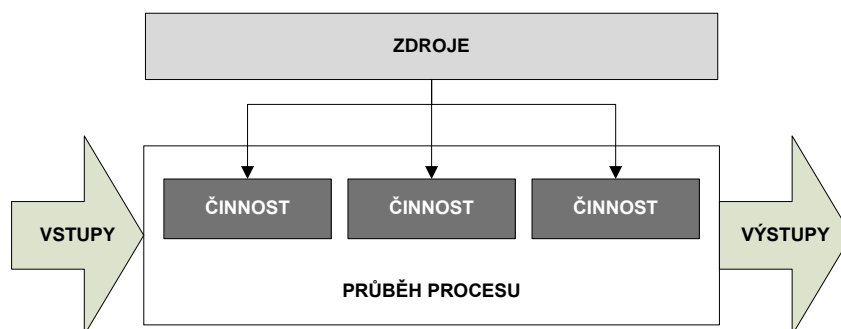 ZDROJE
ČINNOST
ČINNOST
ČINNOST
VSTUPY
VÝSTUPY
PRŮBĚH PROCESU